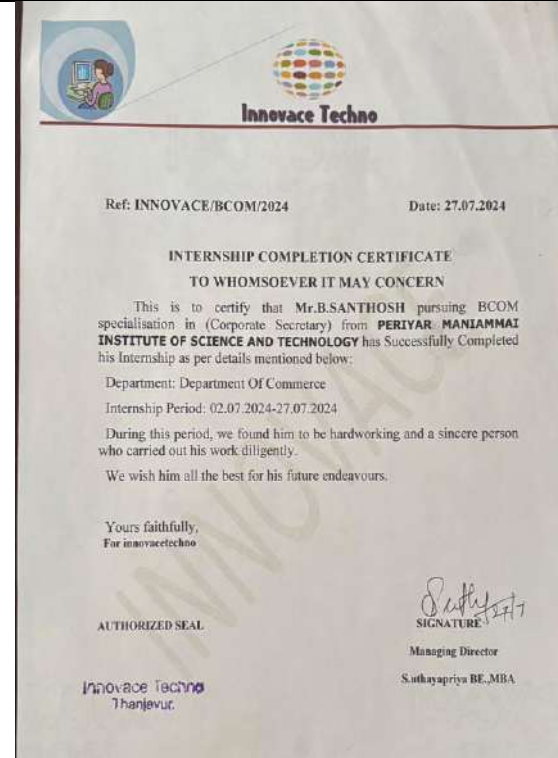 Innovace Techno
Ref: INNOVACE/BCOM/2024 Date: 27.07.2024
INTERNSHIP COMPLETION CERTIFICATE
TO WHOMSOEVER IT MAY CONCERN
This is to certify that Mr.B.SANTHOSH pursuing BCOM
specialisation in (Corporate Secretary) from PERIYAR MANIAMMAI
INSTITUTE OF SCIENCE AND TECHNOLOGY has Successfully Completed
his Internship as per details mentioned below:
Department: Department Of Commerce
Internship Period: 02.07.2024-27.07.2024
During this period, we found him to be hardworking and a sincere person
who carried out his work diligently.
We wish him all the best for his future endeavours.
Yours faithfully,
For innovacetechno
27/7
AUTHORIZED SEAL SIGNATURE
Managing Director
S.uthayapriya BE.,MBA
Innovace Techno
Thanjevur.
INNOVACE